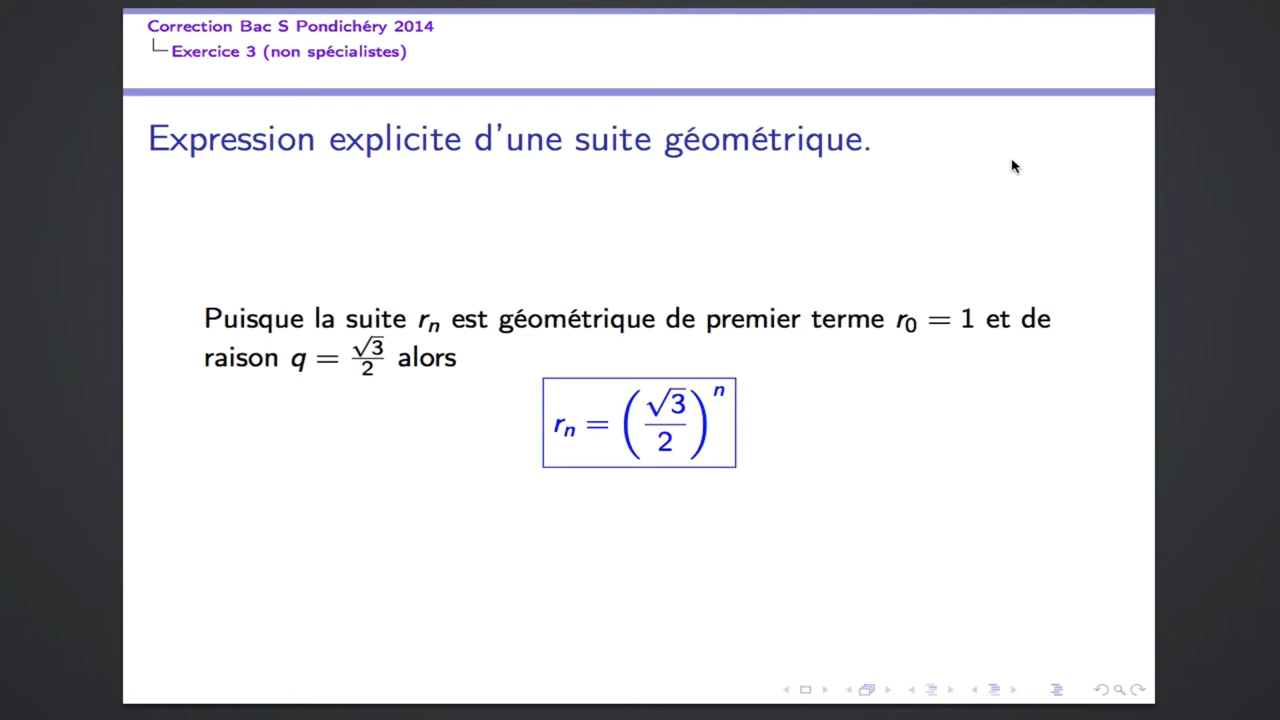 Correction Bac S Pondichéry 2014
Exercice 3 (non spécialistes)
Expression explicite d'une suite géométrique.
Puisque la suite rₙ est géométrique de premier terme r₀ = 1 et de
raison q = √3/2 alors
rₙ = (√3/2)ⁿ